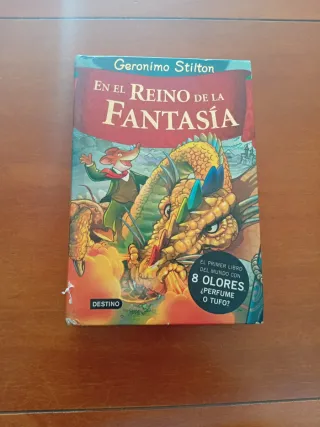 Geronimo Stilton
EN EL REINO DE LA
FANTASÍA
EL PRIMER LIBRO
DEL MUNDO CON
8 OLORES
¿PERFUME
O TUFO?
DESTINO